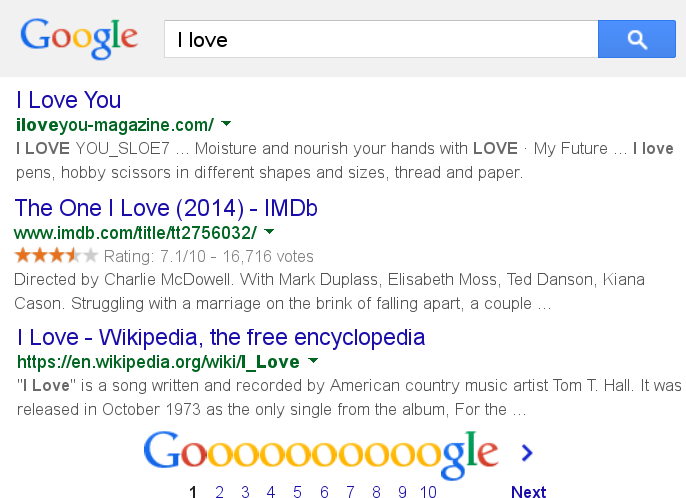 Google
I love
I Love You
iloveyou-magazine.com/
I LOVE YOU_SLOE7 ... Moisture and nourish your hands with LOVE · My Future ... I love
pens, hobby scissors in different shapes and sizes, thread and paper.
The One I Love (2014) - IMDb
www.imdb.com/title/tt2756032/
Rating: 7.1/10 - 16,716 votes
Directed by Charlie McDowell. With Mark Duplass, Elisabeth Moss, Ted Danson, Kiana
Cason. Struggling with a marriage on the brink of falling apart, a couple ...
I Love - Wikipedia, the free encyclopedia
https://en.wikipedia.org/wiki/I_Love
"I Love" is a song written and recorded by American country music artist Tom T. Hall. It was
released in October 1973 as the only single from the album, For the ...
Goooooooooogle >
1 2 3 4 5 6 7 8 9 10 Next